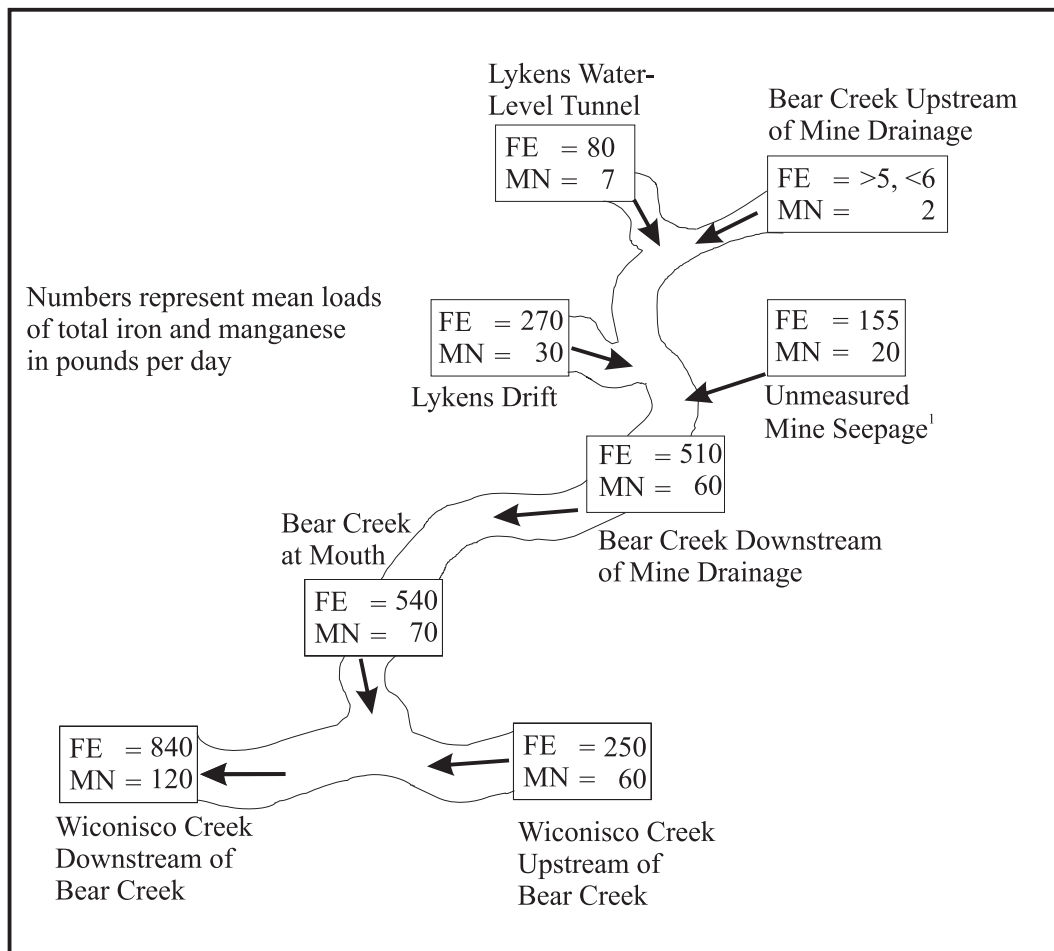 Lykens Water-
Level Tunnel
FE = 80
MN = 7
Bear Creek Upstream
of Mine Drainage
FE = >5, <6
MN = 2
Numbers represent mean loads
of total iron and manganese
in pounds per day
FE = 270
MN = 30
Lykens Drift
FE = 155
MN = 20
Unmeasured
Mine Seepage¹
FE = 510
MN = 60
Bear Creek Downstream
of Mine Drainage
Bear Creek
at Mouth
FE = 540
MN = 70
FE = 840
MN = 120
Wiconisco Creek
Downstream of
Bear Creek
FE = 250
MN = 60
Wiconisco Creek
Upstream of
Bear Creek